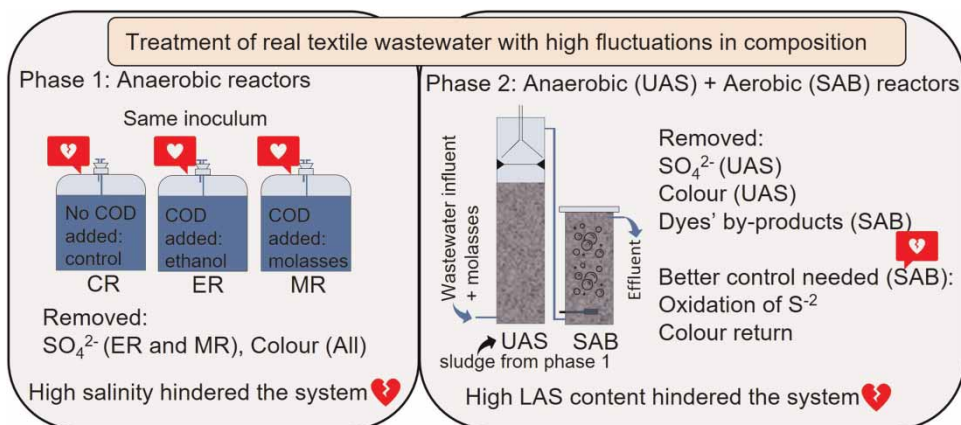 Treatment of real textile wastewater with high fluctuations in composition
Phase 1: Anaerobic reactors
Same inoculum
No COD
added:
control
COD
added:
ethanol
COD
added:
molasses
CR
ER
MR
Removed:
SO₄²⁻ (ER and MR), Colour (All)
High salinity hindered the system
Phase 2: Anaerobic (UAS) + Aerobic (SAB) reactors
Wastewater influent
+ molasses
UAS
SAB
sludge from phase 1
Effluent
Removed:
SO₄²⁻ (UAS)
Colour (UAS)
Dyes' by-products (SAB)
Better control needed (SAB):
Oxidation of S⁻²
Colour return
High LAS content hindered the system